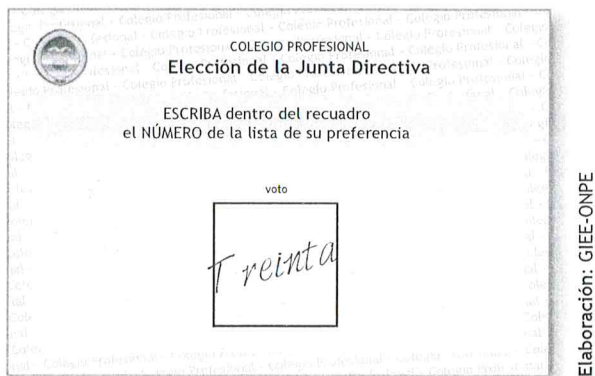 COLEGIO PROFESIONAL
Elección de la Junta Directiva
ESCRIBA dentro del recuadro
el NÚMERO de la lista de su preferencia
voto
Treinta
Elaboración: GIEE-ONPE